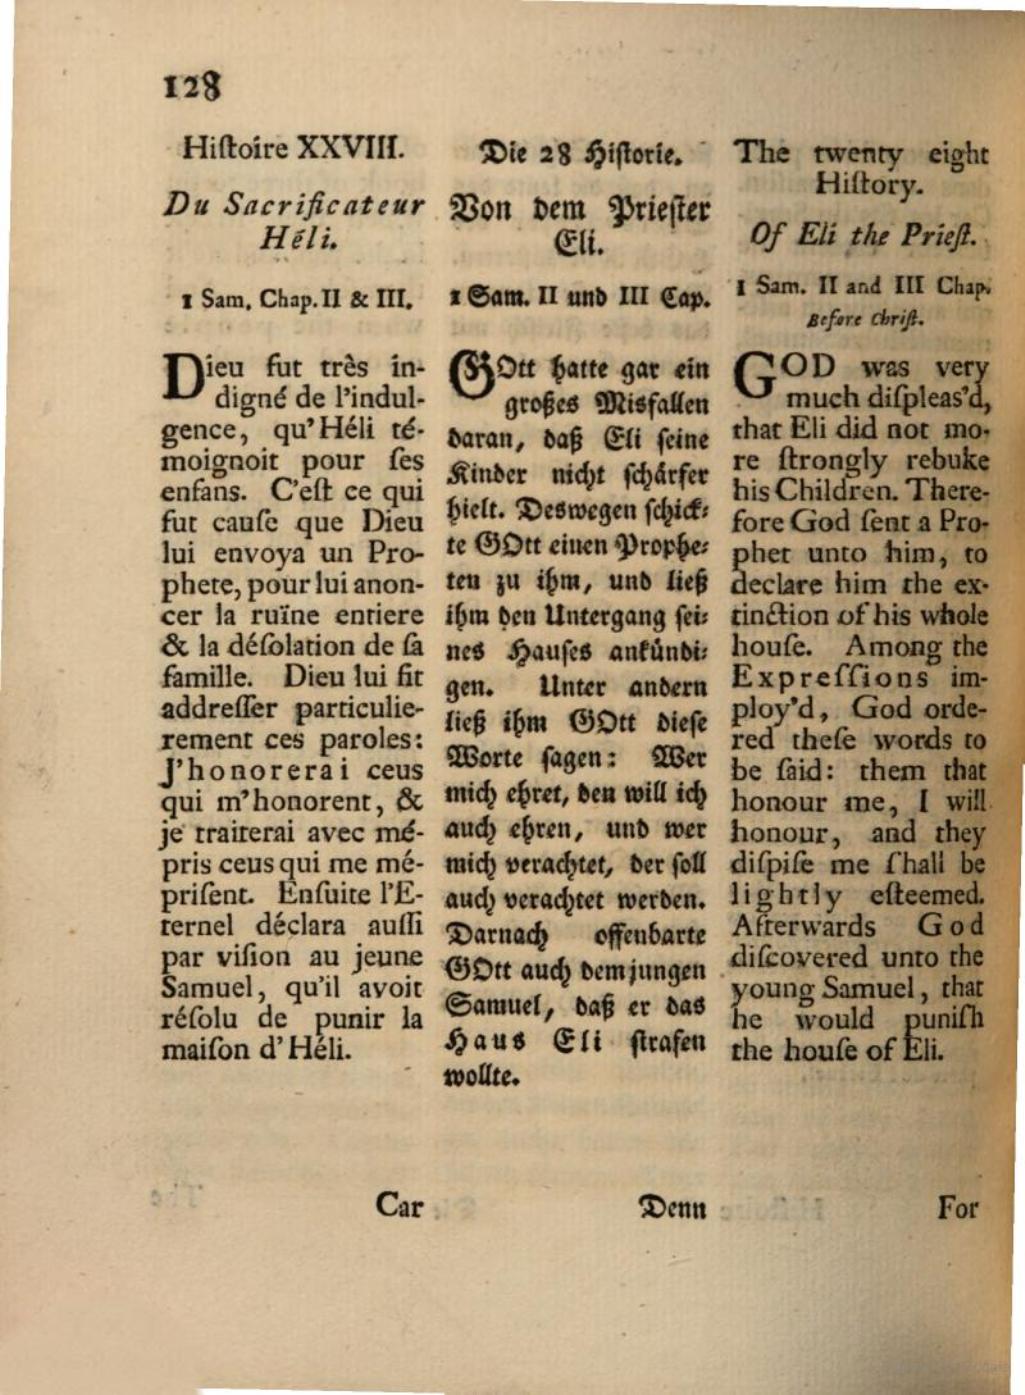 128
Hiſtoire XXVIII.
Du Sacrificateur
Héli.
1 Sam. Chap. II & III.
Dieu fut très in-
digné de l'indul-
gence, qu'Héli té-
moignoit pour ſes
enfans. C'eſt ce qui
fut cauſe que Dieu
lui envoya un Pro-
phete, pour lui anon-
cer la ruïne entiere
& la déſolation de ſa
famille. Dieu lui fit
addreſſer particulie-
rement ces paroles:
J'honorerai ceus
qui m'honorent, &
je traiterai avec mé-
pris ceus qui me mé-
priſent. Enſuite l'E-
ternel déclara auſſi
par viſion au jeune
Samuel, qu'il avoit
réſolu de punir la
maiſon d'Héli.
Car
Die 28 Hiſtorie.
Von dem Prieſter
Eli.
1 Sam. II und III Cap.
GOtt hatte gar ein
großes Misfallen
daran, daß Eli ſeine
Kinder nicht ſchärfer
hielt. Deswegen ſchick-
te GOtt einen Prophe-
ten zu ihm, und ließ
ihm den Untergang ſei-
nes Hauſes ankündi-
gen. Unter andern
ließ ihm GOtt dieſe
Worte ſagen: Wer
mich ehret, den will ich
auch ehren, und wer
mich verachtet, der ſoll
auch verachtet werden.
Darnach offenbarte
GOtt auch dem jungen
Samuel, daß er das
Haus Eli ſtrafen
wollte.
Denn
The twenty eight
Hiſtory.
Of Eli the Prieſt.
1 Sam. II and III Chap.
Before Chriſt.
GOD was very
much diſpleas'd,
that Eli did not mo-
re ſtrongly rebuke
his Children. There-
fore God ſent a Pro-
phet unto him, to
declare him the ex-
tinction of his whole
houſe. Among the
Expreſſions im-
ploy'd, God orde-
red theſe words to
be ſaid: them that
honour me, I will
honour, and they
diſpiſe me ſhall be
lightly eſteemed.
Afterwards God
diſcovered unto the
young Samuel, that
he would puniſh
the houſe of Eli.
For